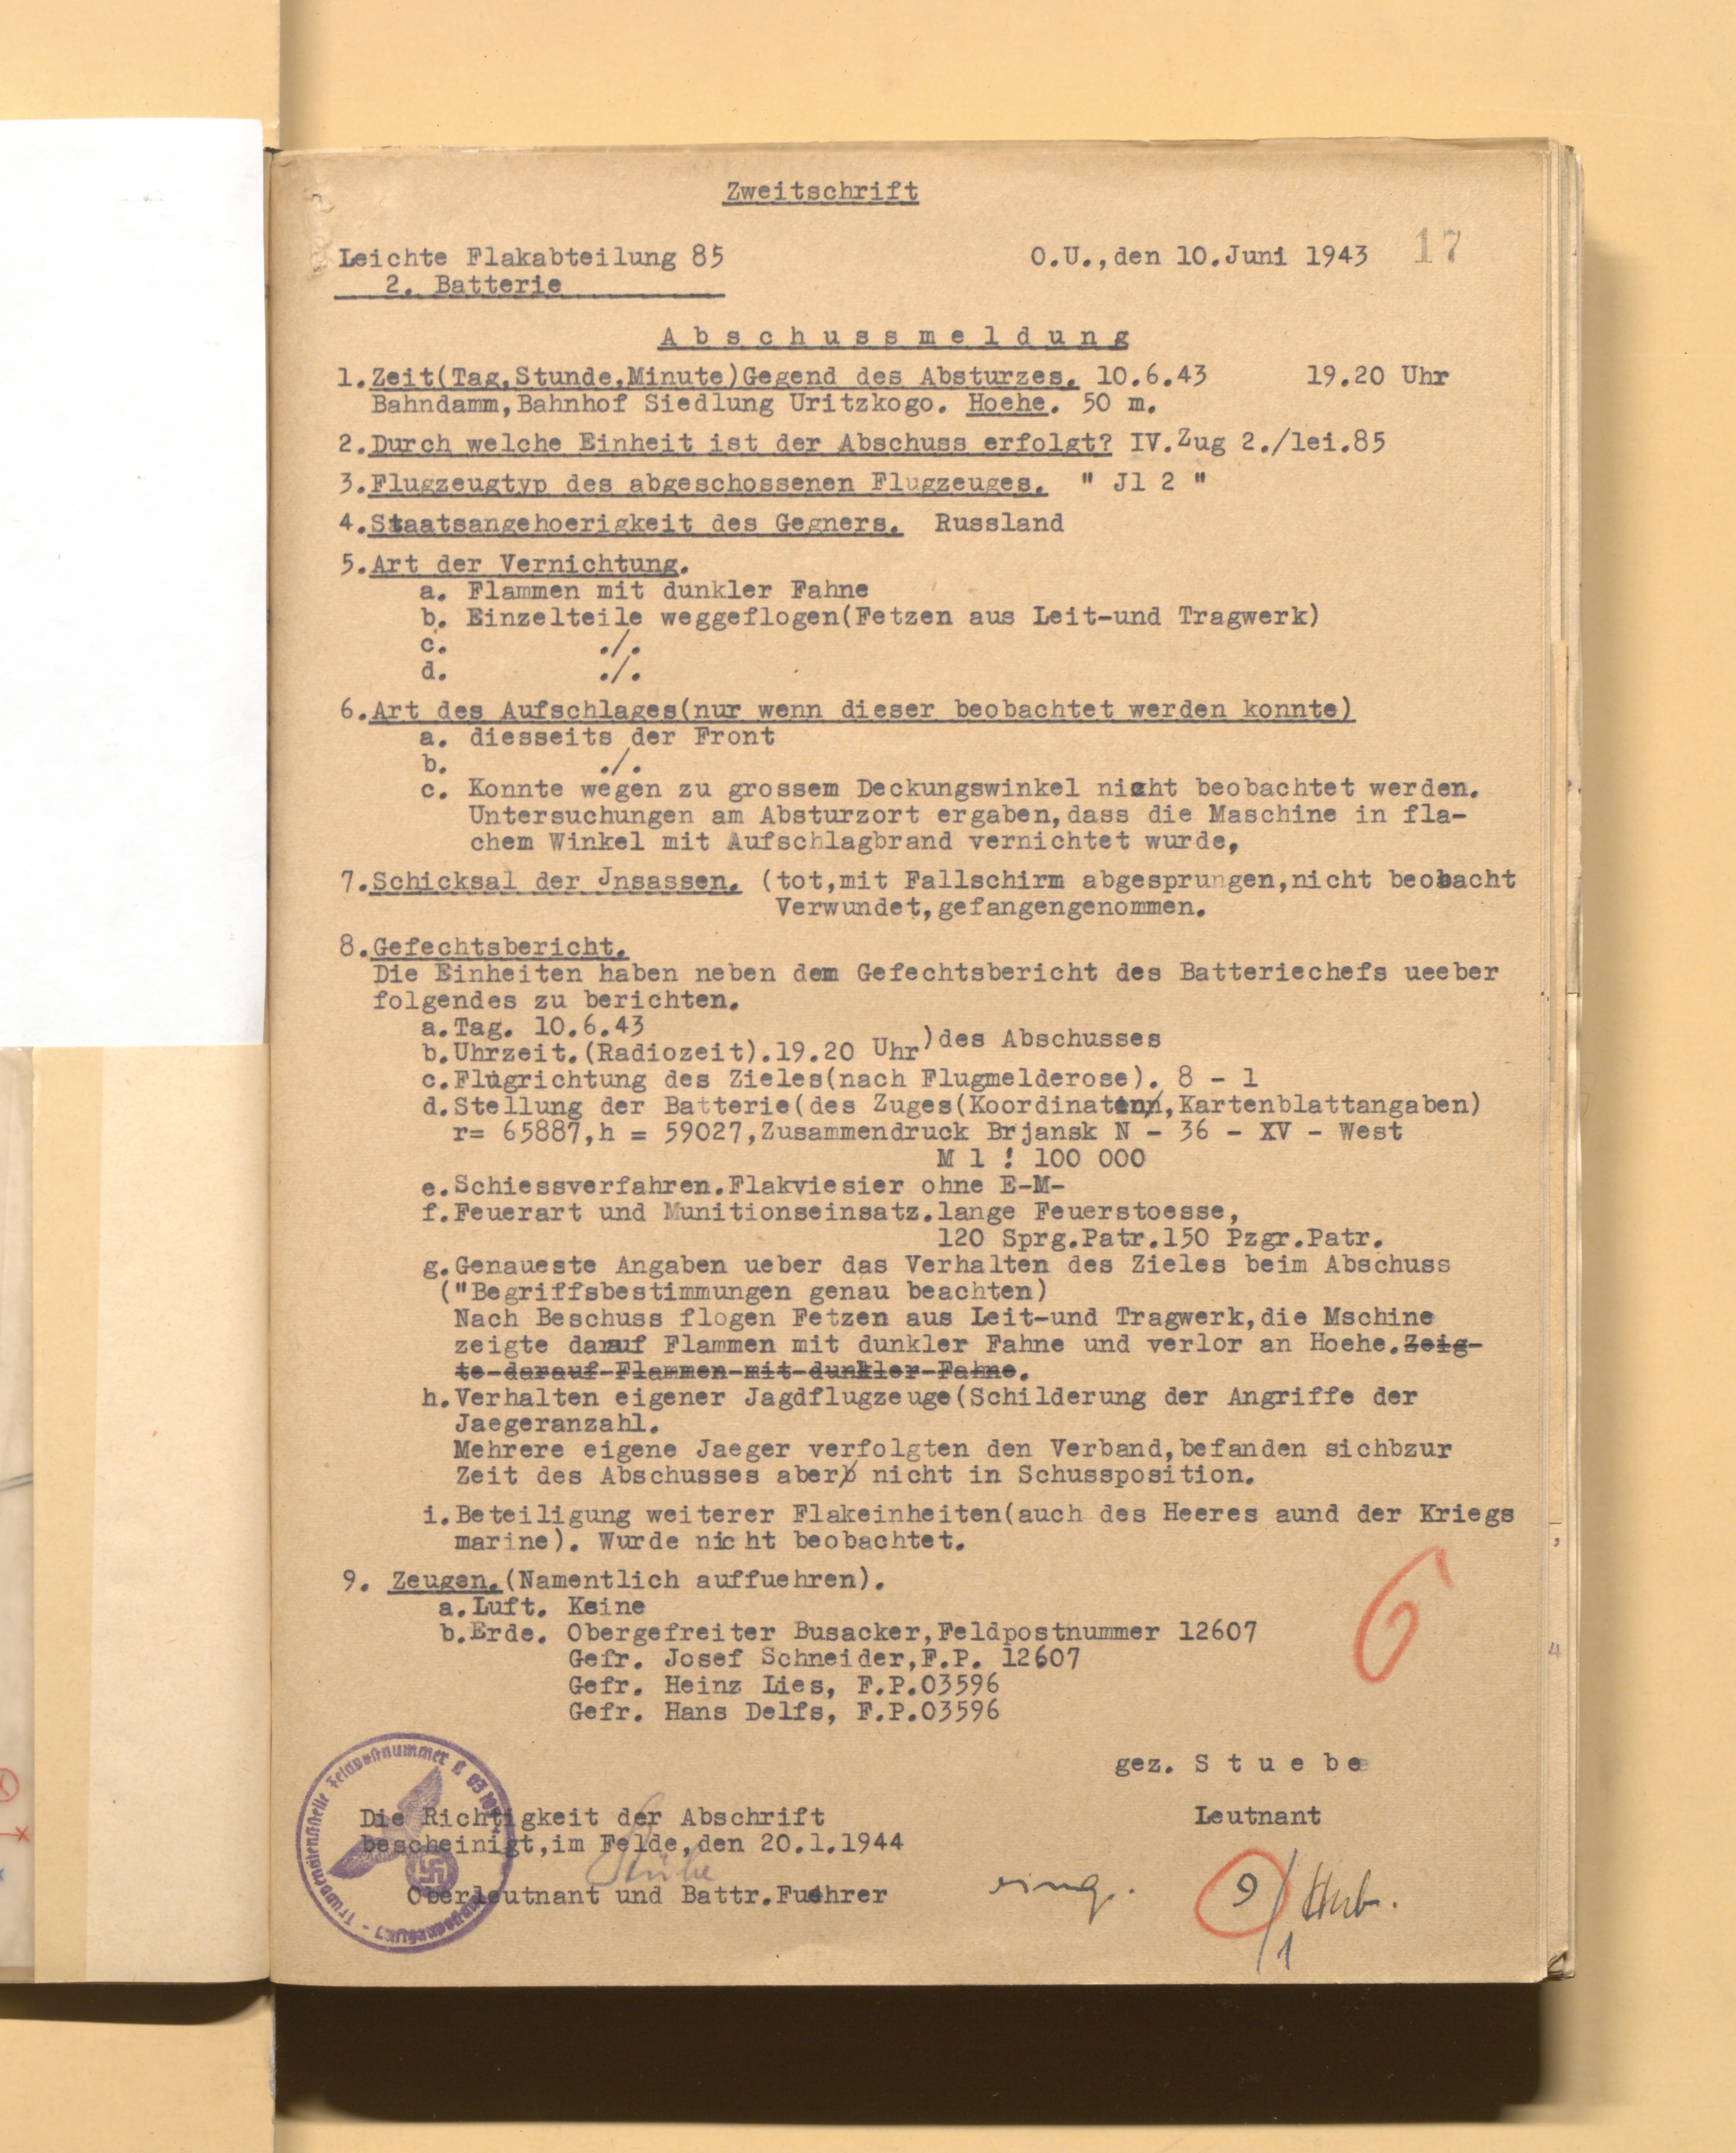 Zweitschrift
Leichte Flakabteilung 85
O.U.,den 10.Juni 1943
17
2. Batterie
A b s c h u s s m e l d u n g
1.Zeit(Tag,Stunde,Minute)Gegend des Absturzes. 10.6.43 19.20 Uhr
Bahndamm,Bahnhof Siedlung Uritzkogo. Hoehe. 50 m.
2.Durch welche Einheit ist der Abschuss erfolgt? IV.Zug 2./lei.85
3.Flugzeugtyp des abgeschossenen Flugzeuges. " Jl 2 "
4.Staatsangehoerigkeit des Gegners. Russland
5.Art der Vernichtung.
a. Flammen mit dunkler Fahne
b. Einzelteile weggeflogen(Fetzen aus Leit-und Tragwerk)
c. ./.
d. ./.
6.Art des Aufschlages(nur wenn dieser beobachtet werden konnte)
a. diesseits der Front
b. ./.
c. Konnte wegen zu grossem Deckungswinkel nicht beobachtet werden.
Untersuchungen am Absturzort ergaben,dass die Maschine in fla-
chem Winkel mit Aufschlagbrand vernichtet wurde,
7.Schicksal der Jnsassen. (tot,mit Fallschirm abgesprungen,nicht beobacht
Verwundet,gefangengenommen.
8.Gefechtsbericht.
Die Einheiten haben neben dem Gefechtsbericht des Batteriechefs ueeber
folgendes zu berichten.
a.Tag. 10.6.43
b.Uhrzeit.(Radiozeit).19.20 Uhr )des Abschusses
c.Flugrichtung des Zieles(nach Flugmelderose). 8 - 1
d.Stellung der Batterie(des Zuges(Koordinaten,Kartenblattangaben)
r= 65887,h = 59027,Zusammendruck Brjansk N - 36 - XV - West
M 1 : 100 000
e.Schiessverfahren.Flakviesier ohne E-M-
f.Feuerart und Munitionseinsatz.lange Feuerstoesse,
120 Sprg.Patr.150 Pzgr.Patr.
g.Genaueste Angaben ueber das Verhalten des Zieles beim Abschuss
("Begriffsbestimmungen genau beachten)
Nach Beschuss flogen Fetzen aus Leit-und Tragwerk,die Mschine
zeigte darauf Flammen mit dunkler Fahne und verlor an Hoehe.Zeig-
te-darauf-Flammen-mit-dunkler-Fahne.
h.Verhalten eigener Jagdflugzeuge(Schilderung der Angriffe der
Jaegeranzahl.
Mehrere eigene Jaeger verfolgten den Verband,befanden sichbzur
Zeit des Abschusses aber nicht in Schussposition.
i.Beteiligung weiterer Flakeinheiten(auch des Heeres aund der Kriegs
marine). Wurde nicht beobachtet.
9. Zeugen.(Namentlich auffuehren).
a.Luft. Keine
b.Erde. Obergefreiter Busacker,Feldpostnummer 12607
Gefr. Josef Schneider,F.P. 12607
Gefr. Heinz Lies, F.P.03596
Gefr. Hans Delfs, F.P.03596
6
gez. S t u e b e
Die Richtigkeit der Abschrift
Leutnant
bescheinigt,im Felde,den 20.1.1944
Stübe
Oberleutnant und Battr.Fuehrer
eing. 9/1
Feldpostnummer